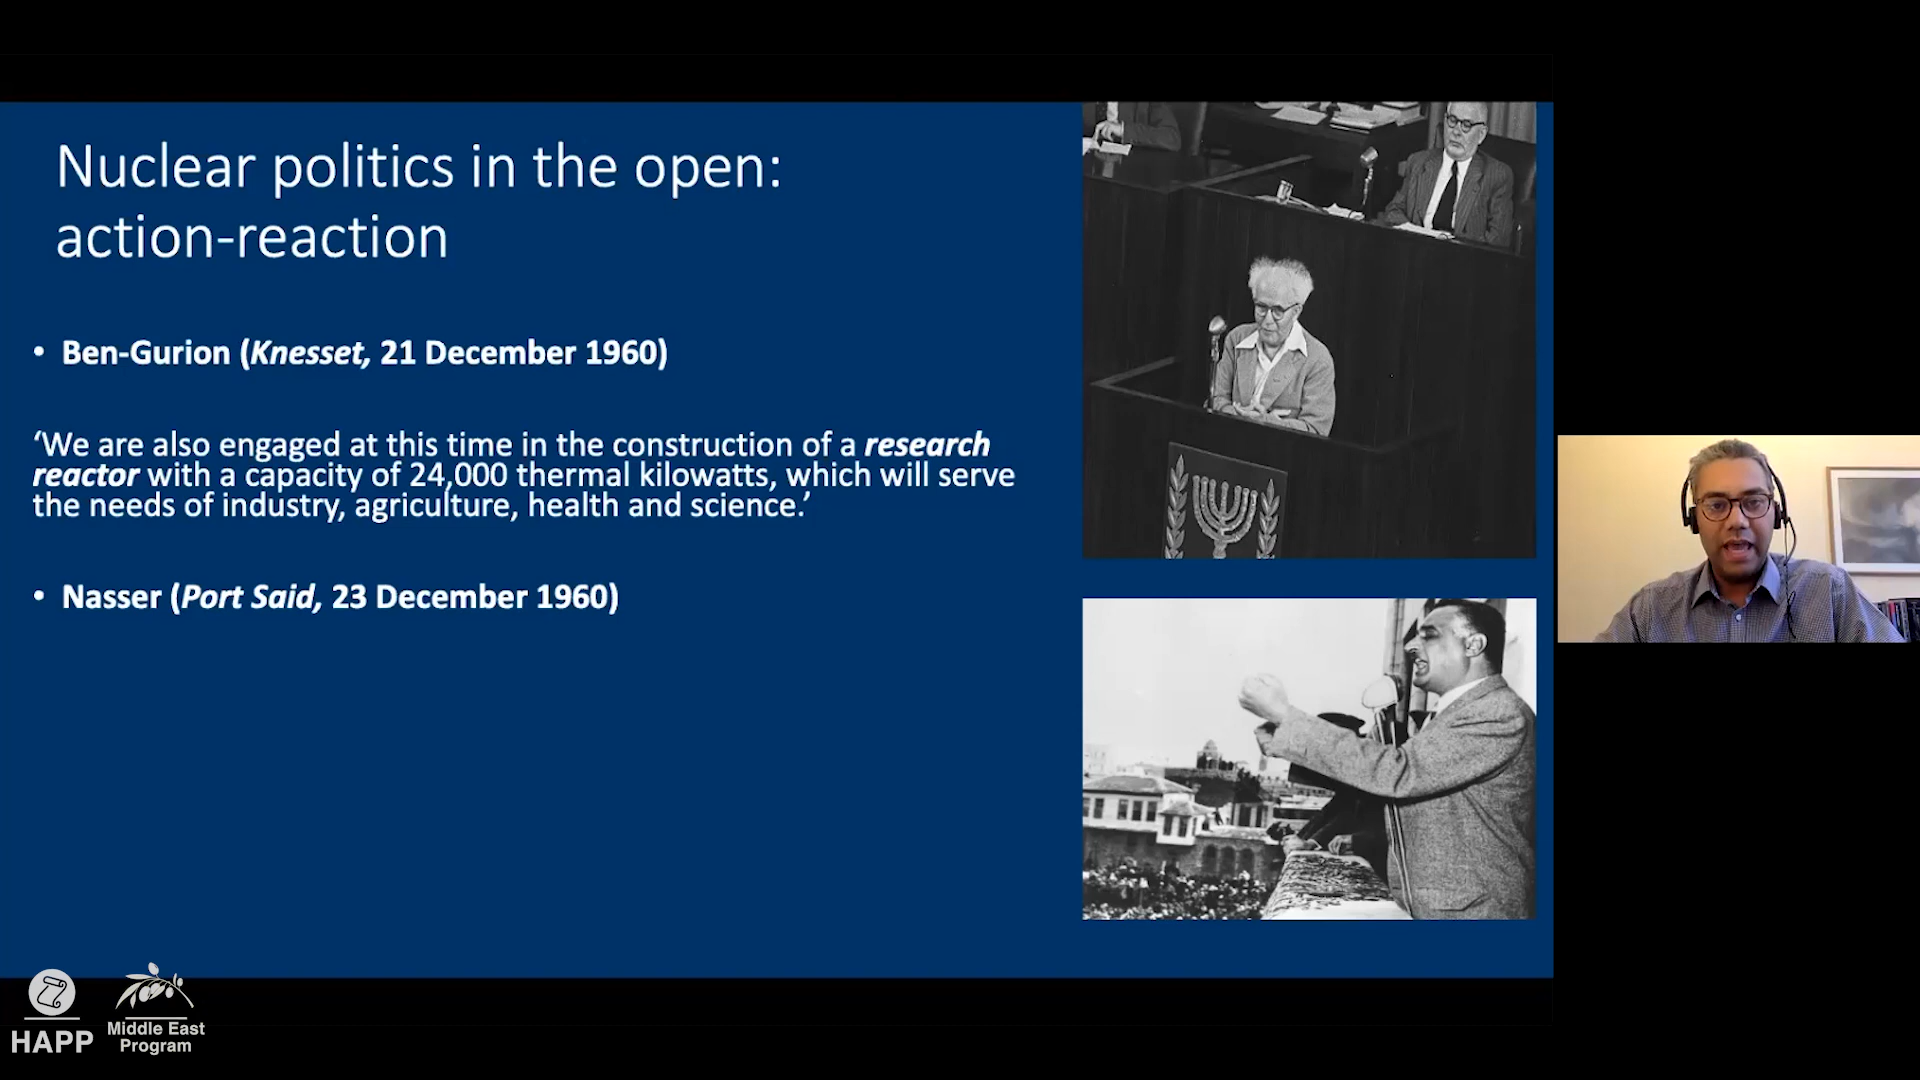 Nuclear politics in the open:
action-reaction
• Ben-Gurion (Knesset, 21 December 1960)
‘We are also engaged at this time in the construction of a research
reactor with a capacity of 24,000 thermal kilowatts, which will serve
the needs of industry, agriculture, health and science.’
• Nasser (Port Said, 23 December 1960)
HAPP
Middle East
Program